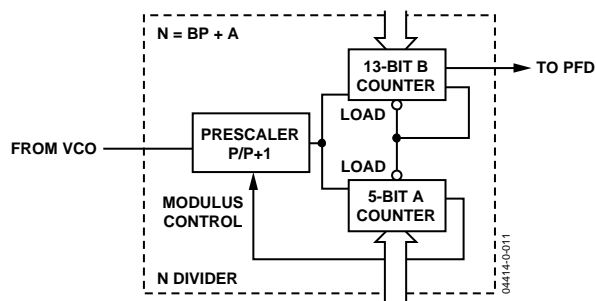 N = BP + A
13-BIT B
COUNTER
TO PFD
LOAD
PRESCALER
P/P+1
FROM VCO
LOAD
MODULUS
CONTROL
5-BIT A
COUNTER
N DIVIDER
04414-0-011